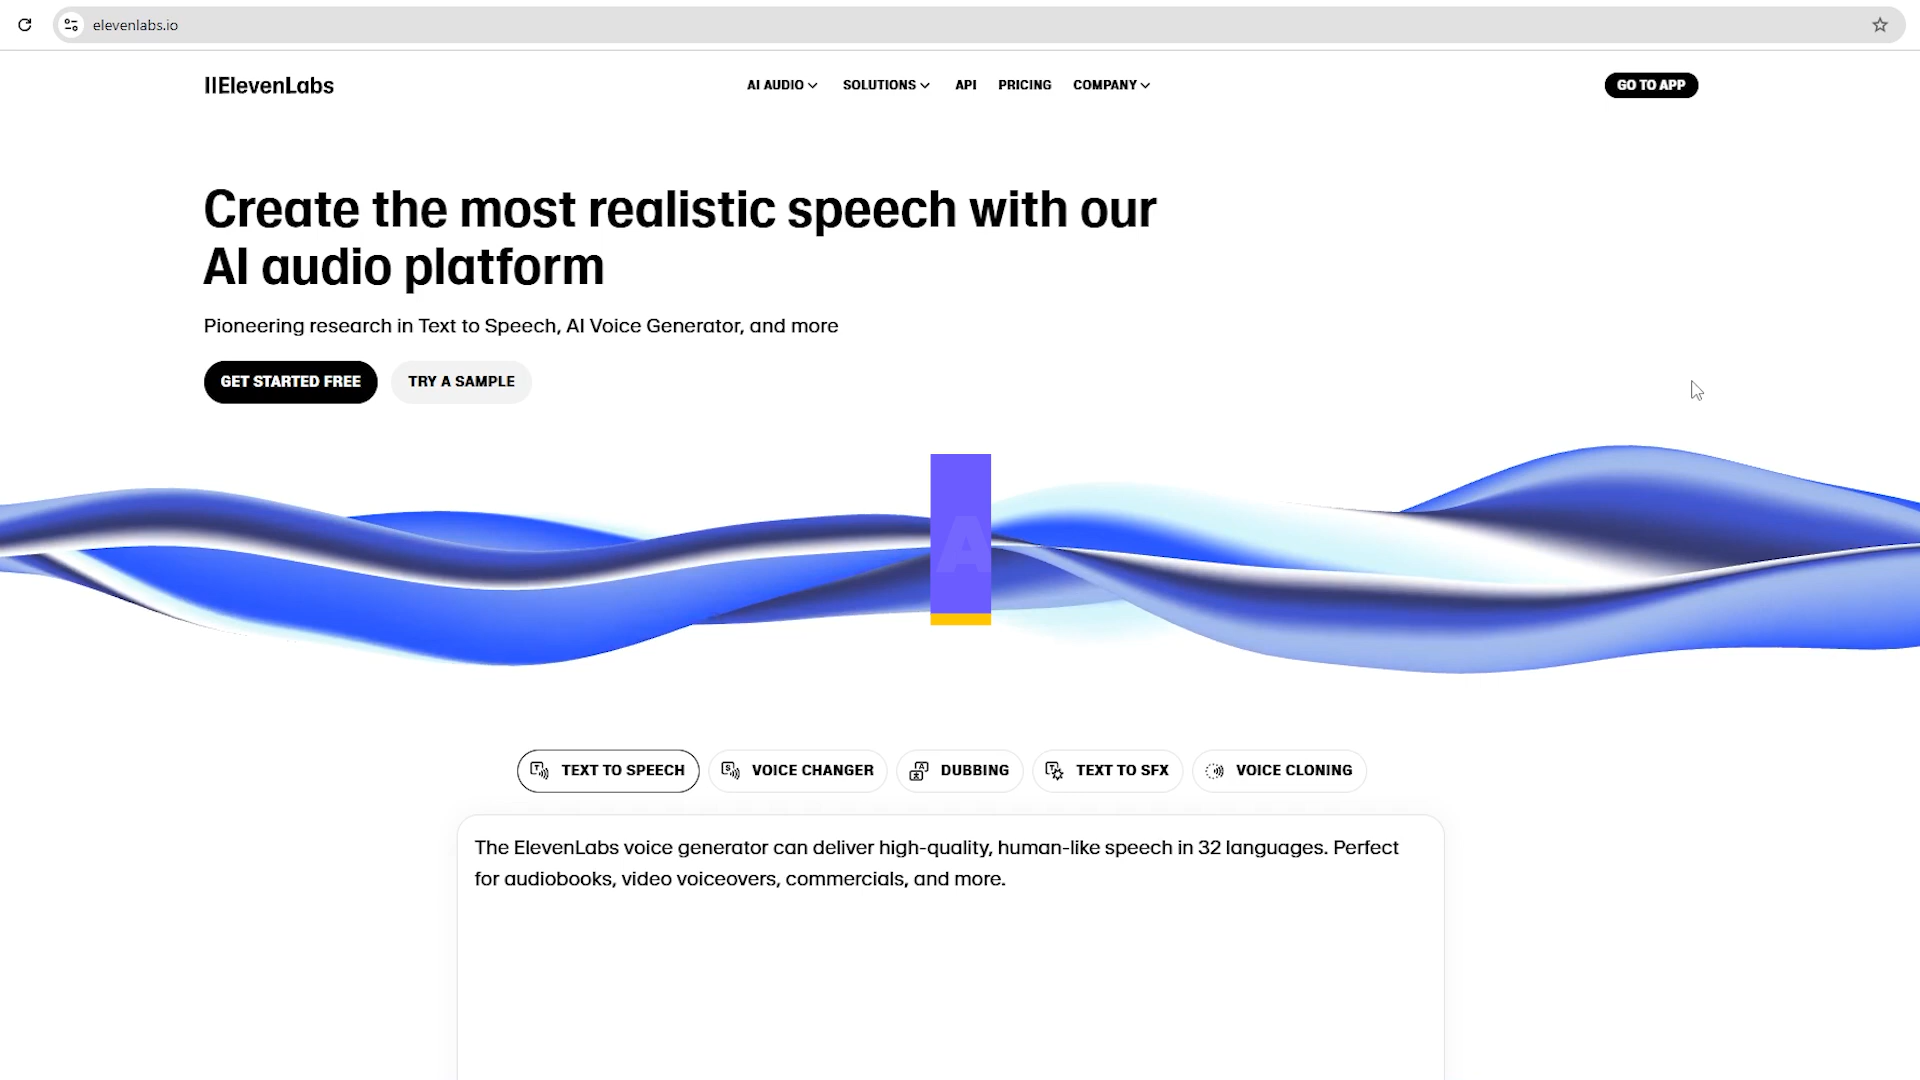 elevenlabs.io
IIElevenLabs
AI AUDIO
SOLUTIONS
API
PRICING
COMPANY
GO TO APP
Create the most realistic speech with our
AI audio platform
Pioneering research in Text to Speech, AI Voice Generator, and more
GET STARTED FREE
TRY A SAMPLE
A
TEXT TO SPEECH
VOICE CHANGER
DUBBING
TEXT TO SFX
VOICE CLONING
The ElevenLabs voice generator can deliver high-quality, human-like speech in 32 languages. Perfect
for audiobooks, video voiceovers, commercials, and more.